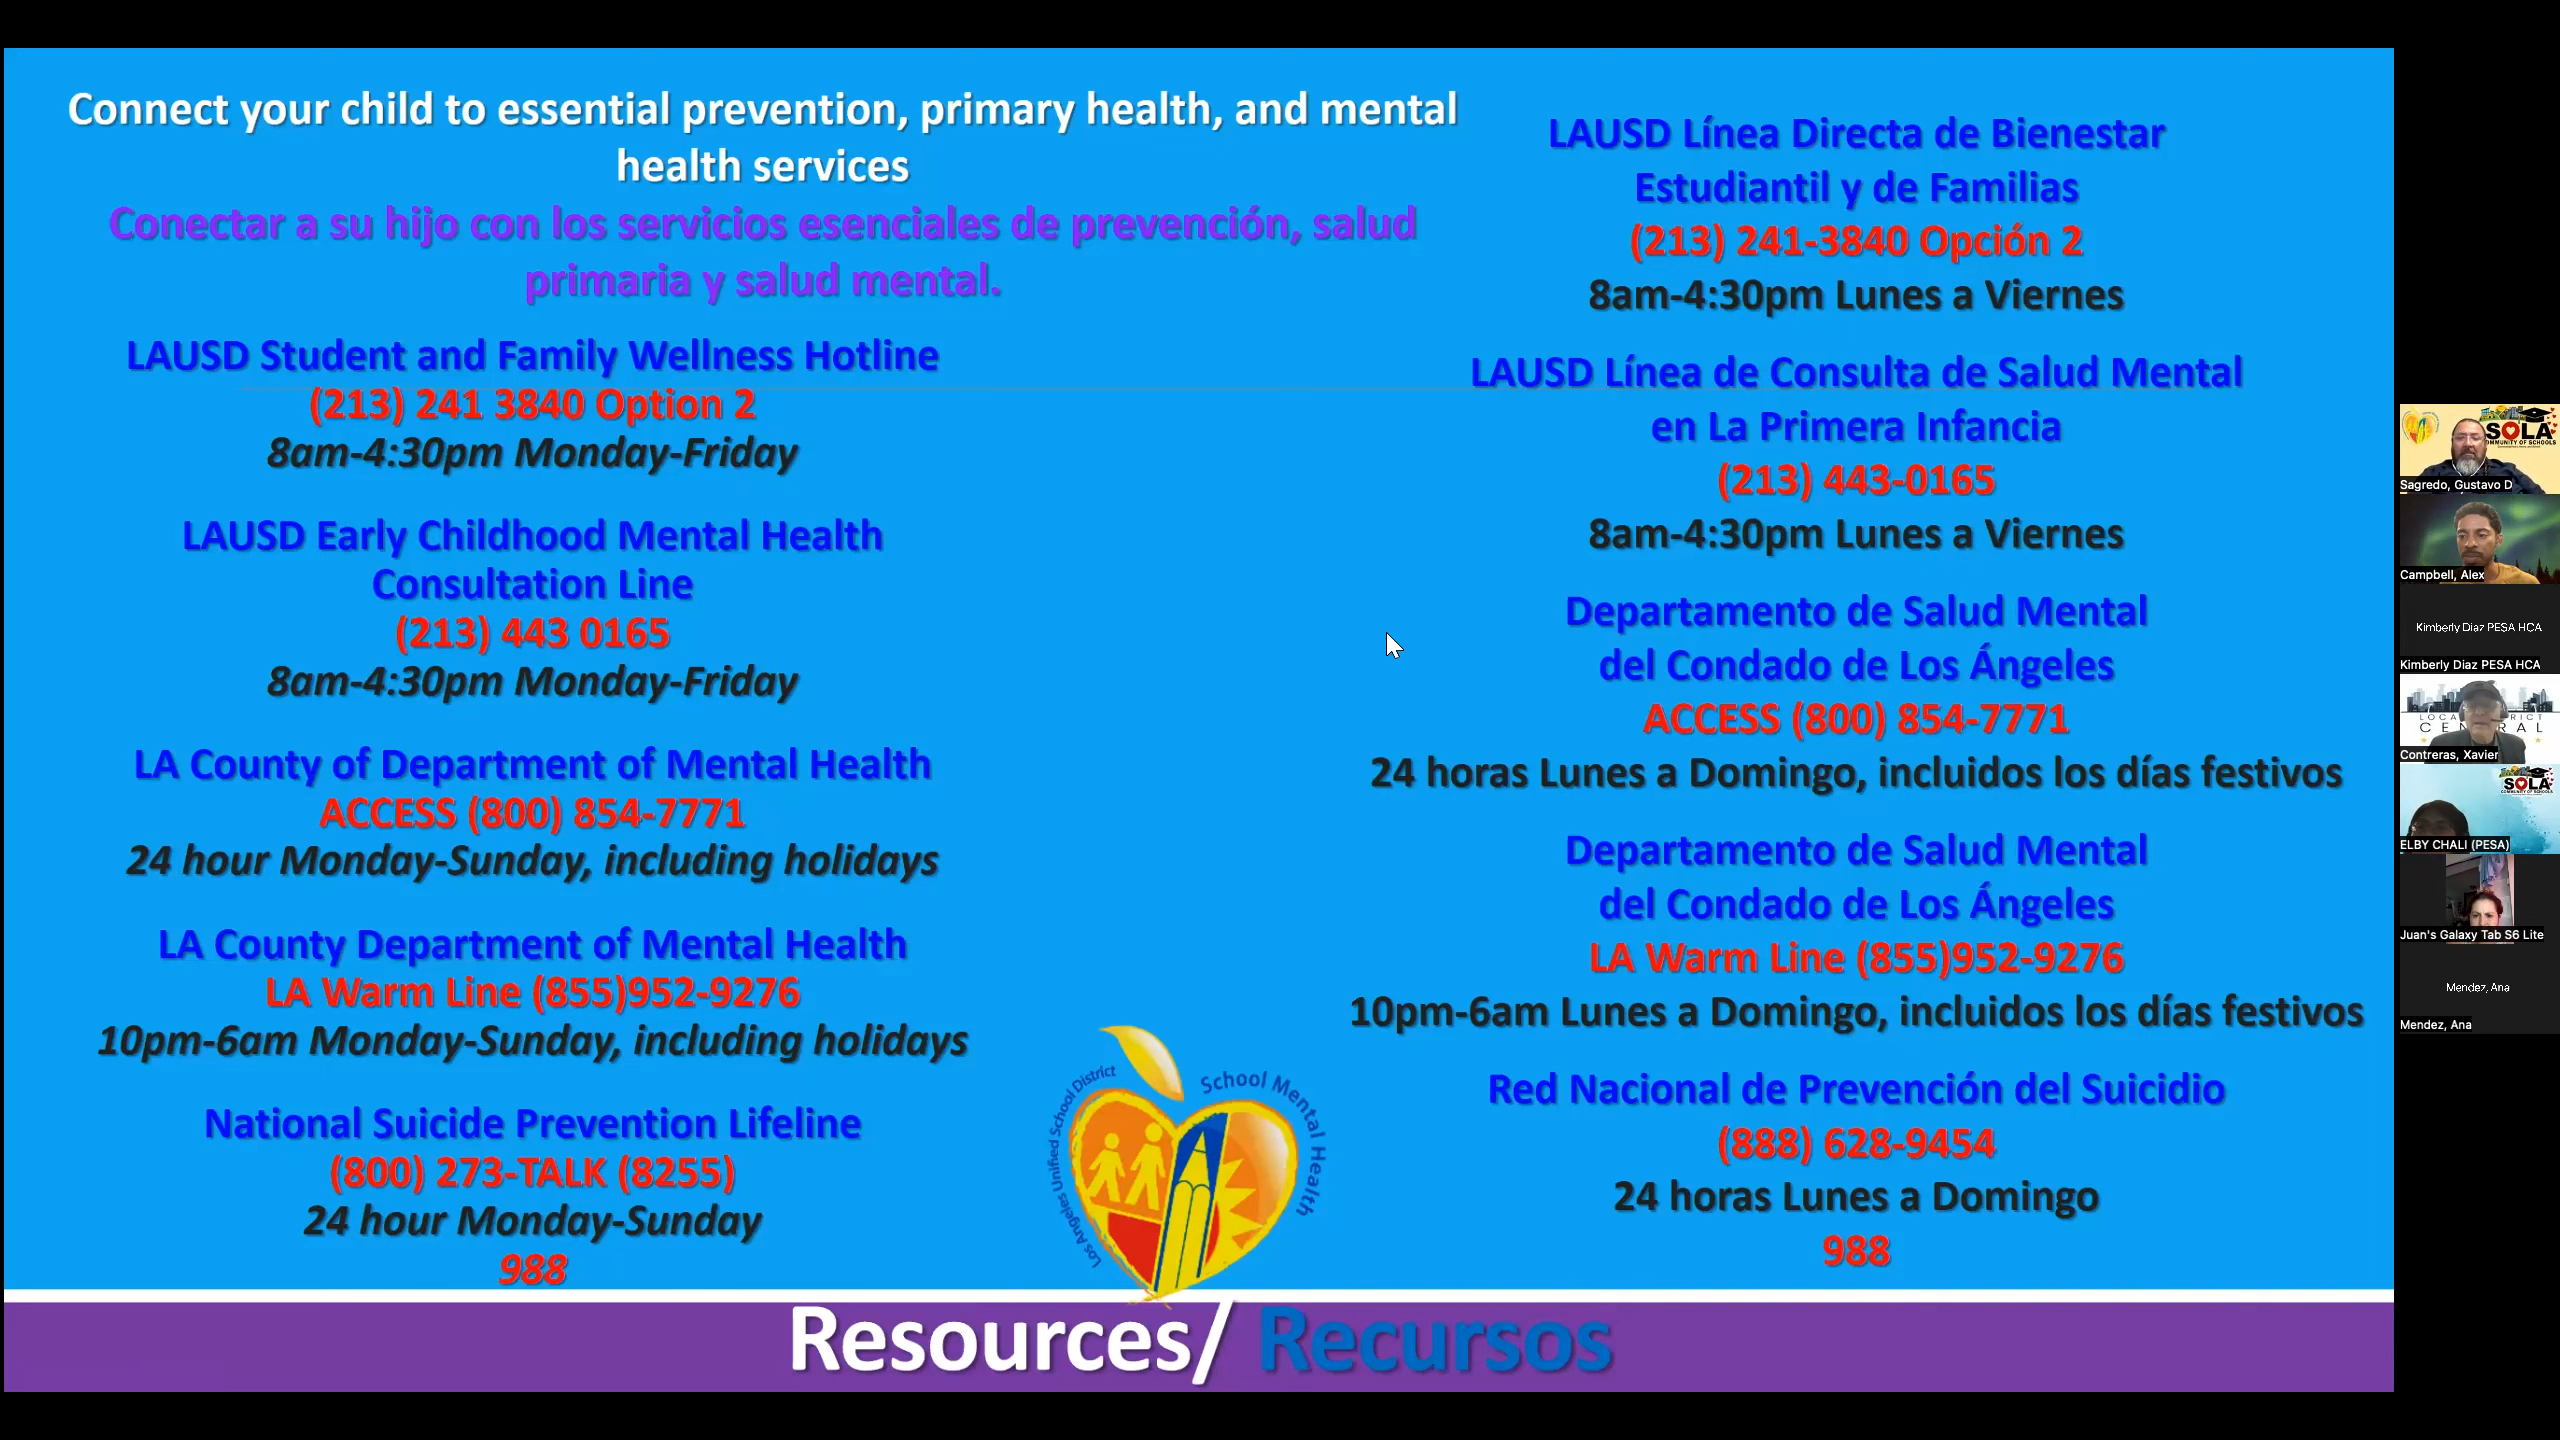 Connect your child to essential prevention, primary health, and mental
health services
Conectar a su hijo con los servicios esenciales de prevención, salud
primaria y salud mental.
LAUSD Student and Family Wellness Hotline
(213) 241 3840 Option 2
8am-4:30pm Monday-Friday
LAUSD Early Childhood Mental Health
Consultation Line
(213) 443 0165
8am-4:30pm Monday-Friday
LA County of Department of Mental Health
ACCESS (800) 854-7771
24 hour Monday-Sunday, including holidays
LA County Department of Mental Health
LA Warm Line (855)952-9276
10pm-6am Monday-Sunday, including holidays
National Suicide Prevention Lifeline
(800) 273-TALK (8255)
24 hour Monday-Sunday
988
LAUSD Línea Directa de Bienestar
Estudiantil y de Familias
(213) 241-3840 Opción 2
8am-4:30pm Lunes a Viernes
LAUSD Línea de Consulta de Salud Mental
en La Primera Infancia
(213) 443-0165
8am-4:30pm Lunes a Viernes
Departamento de Salud Mental
del Condado de Los Ángeles
ACCESS (800) 854-7771
24 horas Lunes a Domingo, incluidos los días festivos
Departamento de Salud Mental
del Condado de Los Ángeles
LA Warm Line (855)952-9276
10pm-6am Lunes a Domingo, incluidos los días festivos
Red Nacional de Prevención del Suicidio
(888) 628-9454
24 horas Lunes a Domingo
988
Los Angeles Unified School District
School Mental Health
Resources/ Recursos
SOLA
COMMUNITY OF SCHOOLS
Sagredo, Gustavo D
Campbell, Alex
Kimberly Diaz PESA HCA
Kimberly Diaz PESA HCA
Contreras, Xavier
SOLA
COMMUNITY OF SCHOOLS
ELBY CHALI (PESA)
Juan's Galaxy Tab S6 Lite
Mendez, Ana
Mendez, Ana